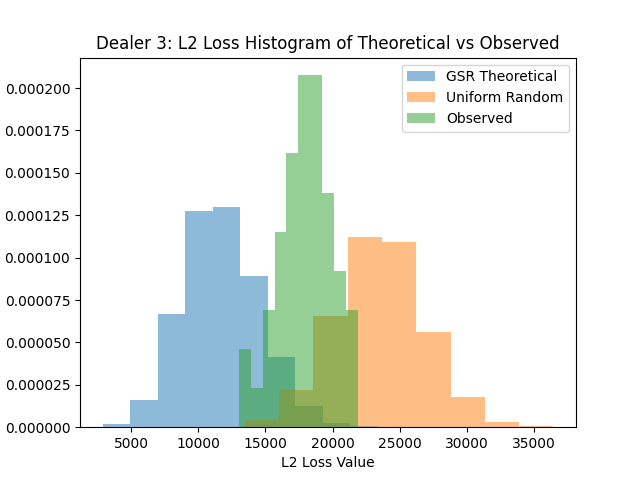 Dealer 3: L2 Loss Histogram of Theoretical vs Observed
GSR Theoretical
Uniform Random
Observed
0.000200
0.000175
0.000150
0.000125
0.000100
0.000075
0.000050
0.000025
0.000000
5000 10000 15000 20000 25000 30000 35000
L2 Loss Value